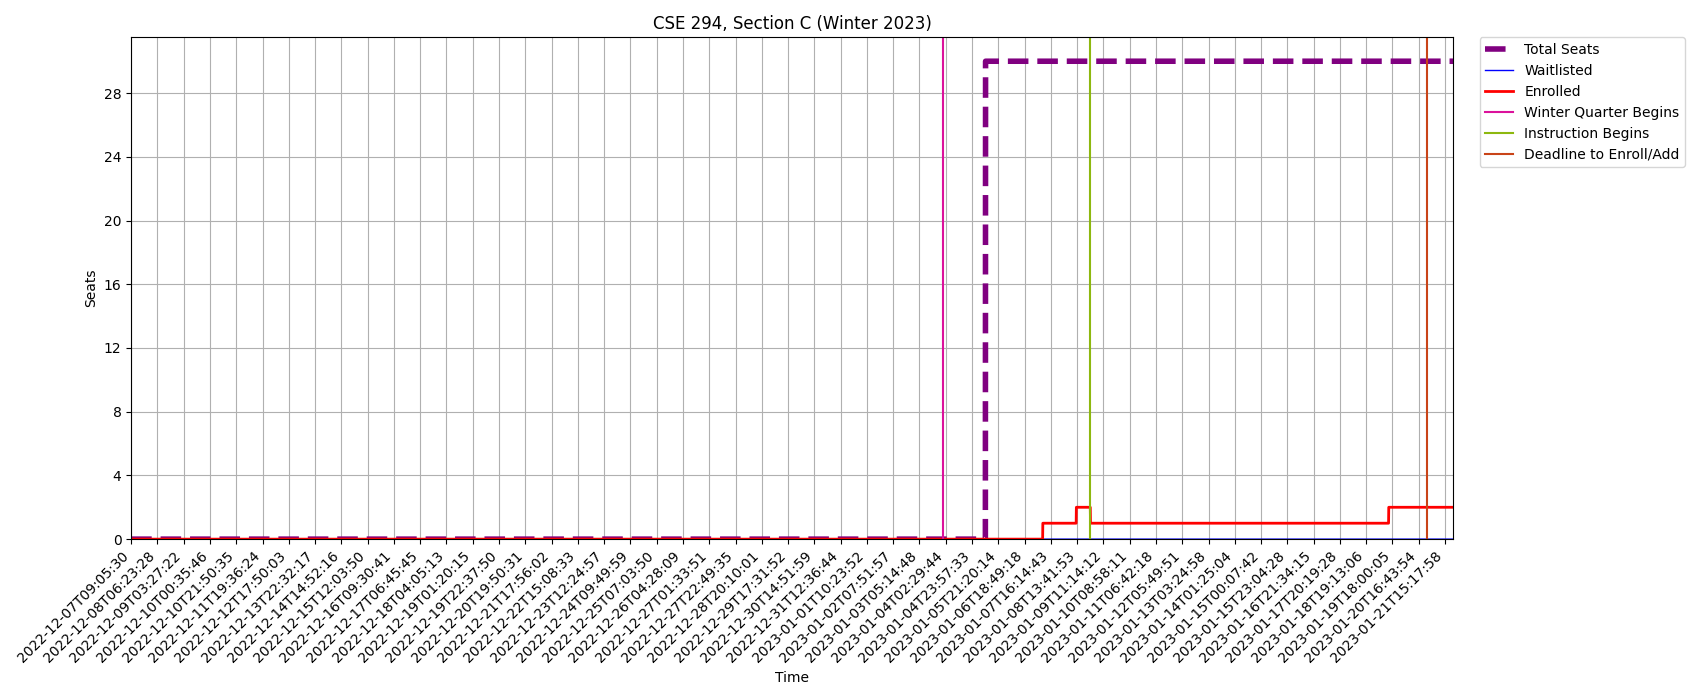 CSE 294, Section C (Winter 2023)
Total Seats
Waitlisted
Enrolled
Winter Quarter Begins
Instruction Begins
Deadline to Enroll/Add
Seats
28
24
20
16
12
8
4
0
2022-12-07T09:05:30
2022-12-08T06:23:28
2022-12-09T03:27:22
2022-12-10T00:35:46
2022-12-10T21:50:35
2022-12-11T19:36:24
2022-12-12T17:50:03
2022-12-13T22:32:17
2022-12-14T14:52:16
2022-12-15T12:03:50
2022-12-16T09:30:41
2022-12-17T06:45:45
2022-12-18T04:05:13
2022-12-19T01:20:15
2022-12-19T22:37:50
2022-12-20T19:50:31
2022-12-21T17:56:02
2022-12-22T15:08:33
2022-12-23T12:24:57
2022-12-24T09:49:59
2022-12-25T07:03:50
2022-12-26T04:28:09
2022-12-27T01:33:51
2022-12-27T22:49:35
2022-12-28T20:10:01
2022-12-29T17:31:52
2022-12-30T14:51:59
2022-12-31T12:36:44
2023-01-01T10:23:52
2023-01-02T07:51:57
2023-01-03T05:14:48
2023-01-04T02:29:44
2023-01-04T23:57:33
2023-01-05T21:20:14
2023-01-06T18:49:18
2023-01-07T16:14:43
2023-01-08T13:41:53
2023-01-09T11:14:12
2023-01-10T08:58:11
2023-01-11T06:42:18
2023-01-12T05:49:51
2023-01-13T03:24:58
2023-01-14T01:25:04
2023-01-15T00:07:42
2023-01-15T23:04:28
2023-01-16T21:34:15
2023-01-17T20:19:28
2023-01-18T19:13:06
2023-01-19T18:00:05
2023-01-20T16:43:54
2023-01-21T15:17:58
Time